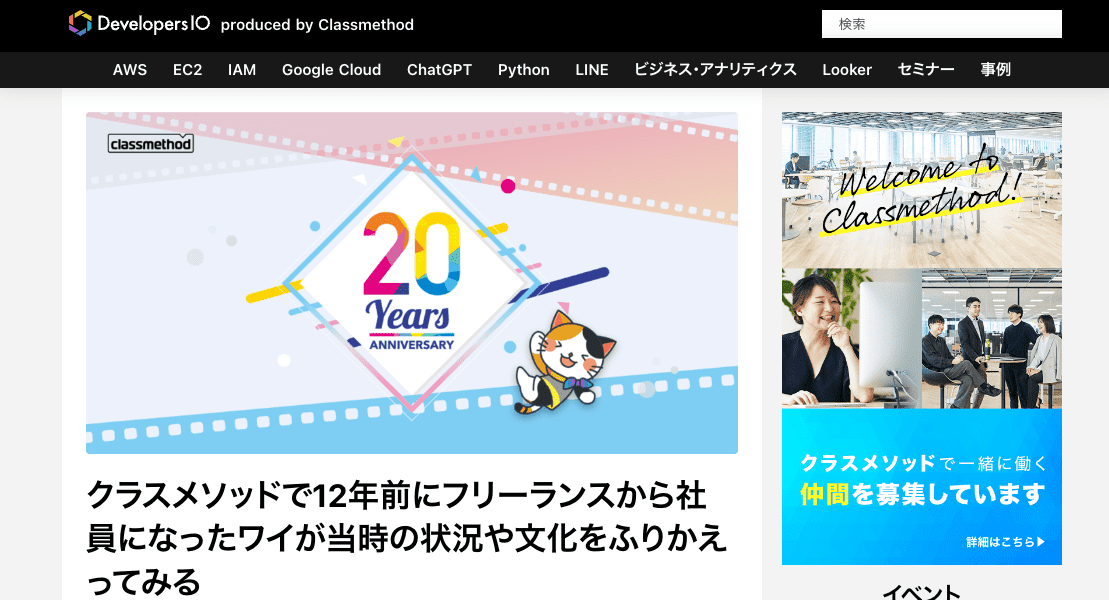 DevelopersIO produced by Classmethod
検索
AWS EC2 IAM Google Cloud ChatGPT Python LINE ビジネス・アナリティクス Looker セミナー 事例
classmethod
20
Years
ANNIVERSARY
クラスメソッドで12年前にフリーランスから社
員になったワイが当時の状況や文化をふりかえ
ってみる
Welcome to
Classmethod!
クラスメソッドで一緒に働く
仲間を募集しています
詳細はこちら▶
イベント